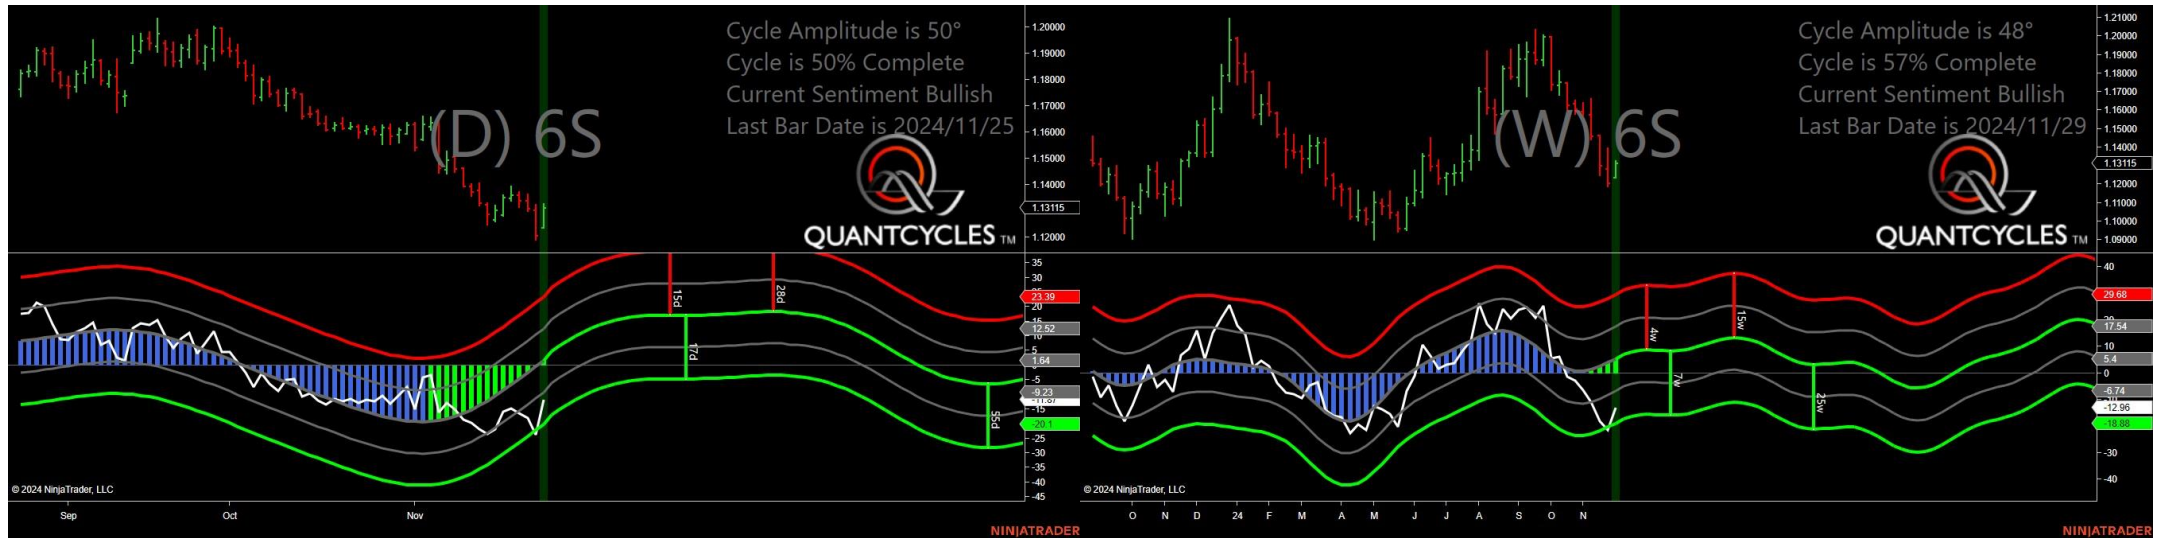 Cycle Amplitude is 50°
Cycle is 50% Complete
Current Sentiment Bullish
Last Bar Date is 2024/11/25
(D) 6S
QUANTCYCLES TM
1.20000
1.19000
1.18000
1.17000
1.16000
1.15000
1.14000
1.13115
1.12000
35
30
23.39
20
15
12.52
5
1.64
-5
-9.23
-15
-20.1
-25
-30
-35
-40
-45
15d
28d
17d
55d
© 2024 NinjaTrader, LLC
Sep
Oct
Nov
NINJATRADER
Cycle Amplitude is 48°
Cycle is 57% Complete
Current Sentiment Bullish
Last Bar Date is 2024/11/29
(W) 6S
QUANTCYCLES TM
1.21000
1.20000
1.19000
1.18000
1.17000
1.16000
1.15000
1.14000
1.13115
1.12000
1.11000
1.10000
1.09000
40
29.68
17.54
10
5.4
0
-6.74
-12.96
-18.88
-30
-40
4w
15w
7w
25w
© 2024 NinjaTrader, LLC
O N D 24 F M A M J J A S O N
NINJATRADER